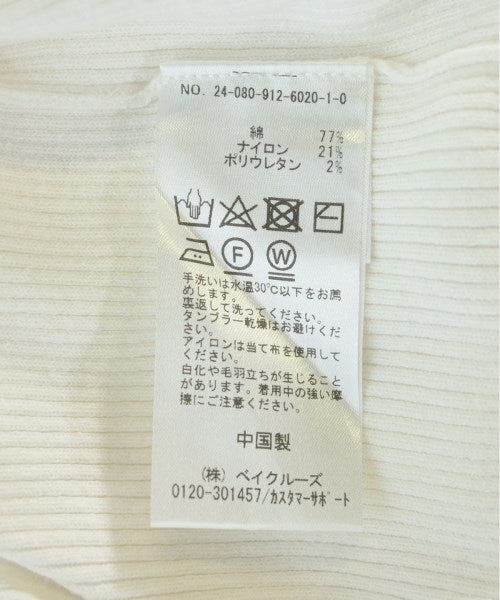 NO. 24-080-912-6020-1-0
綿 77%
ナイロン 21%
ポリウレタン 2%
F W
手洗いは水温30℃以下をお薦
めします。
裏返して洗ってください。
タンブラー乾燥はお避けくだ
さい。
アイロンは当て布を使用して
ください。
白化や毛羽立ちが生じること
があります。着用中の強い摩
擦にご注意ください。
中国製
(株) ベイクルーズ
0120-301457/カスタマーサポート